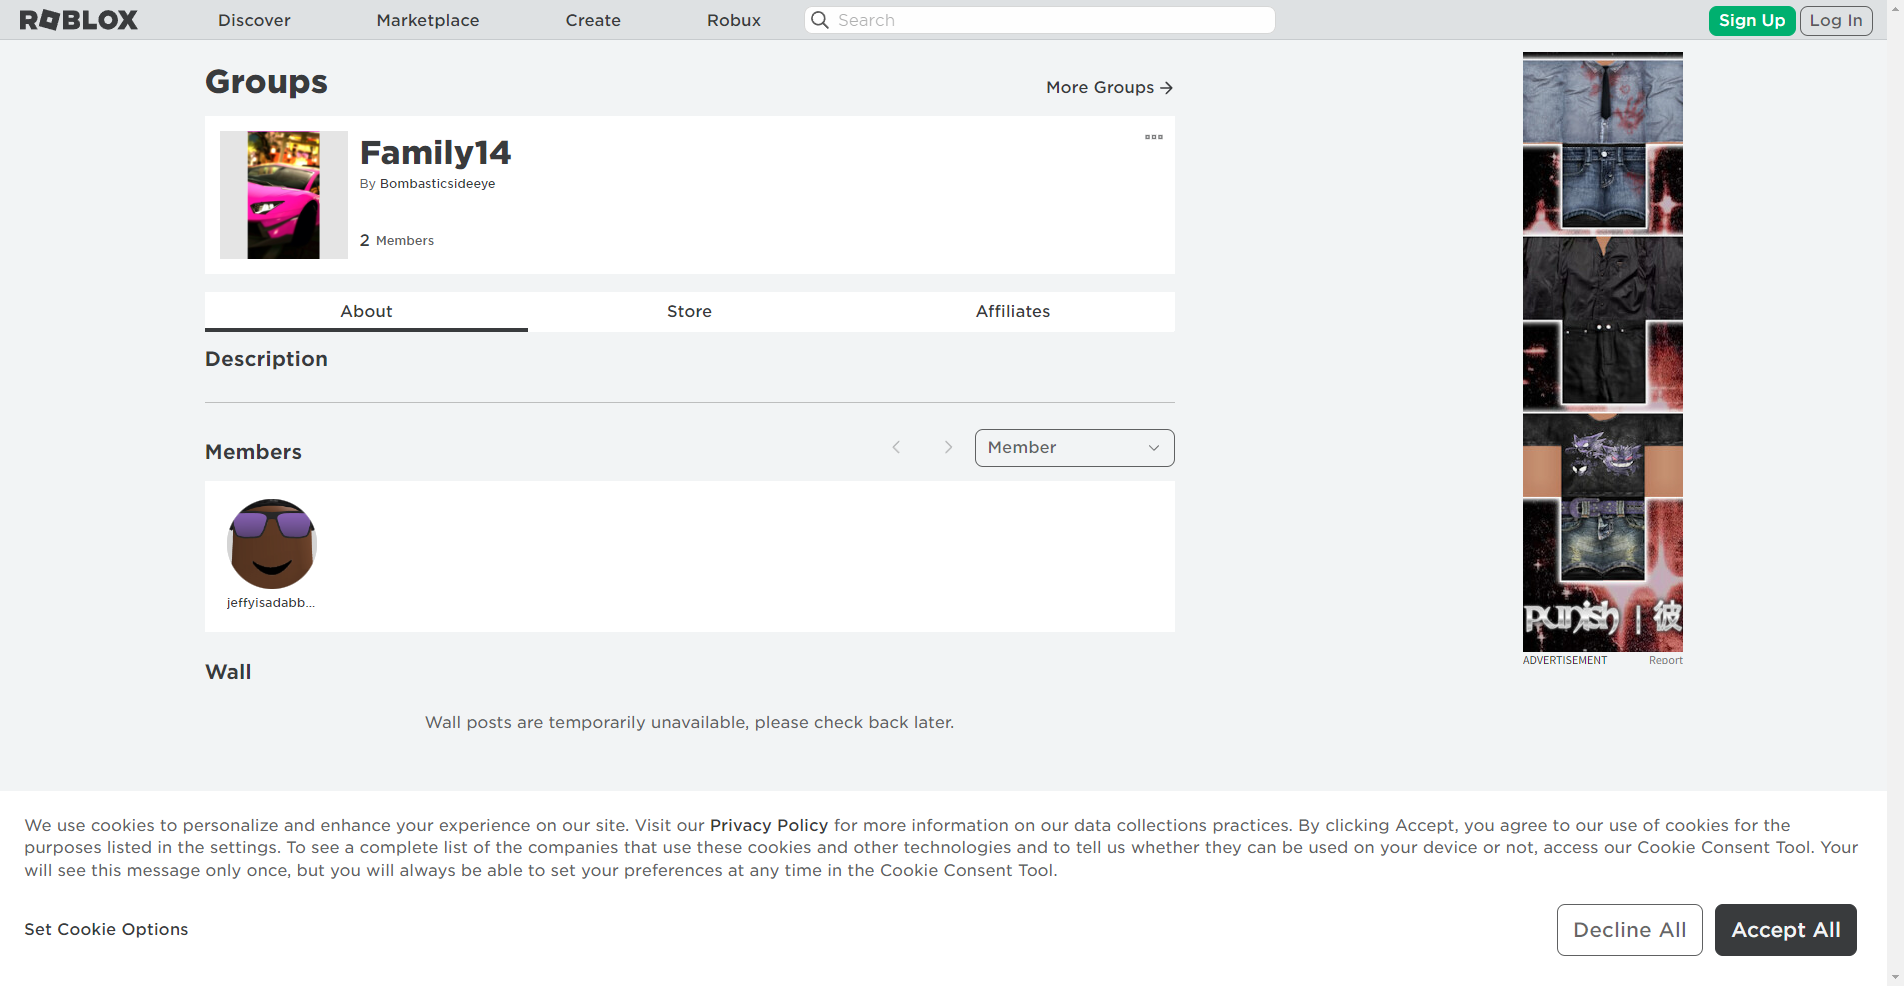 ROBLOX
Discover
Marketplace
Create
Robux
Search
Sign Up
Log In
Groups
More Groups
Family14
By Bombasticsideeye
2 Members
About
Store
Affiliates
Description
Members
Member
jeffyisadabb...
Wall
Wall posts are temporarily unavailable, please check back later.
punish | 彼
ADVERTISEMENT
Report
We use cookies to personalize and enhance your experience on our site. Visit our Privacy Policy for more information on our data collections practices. By clicking Accept, you agree to our use of cookies for the
purposes listed in the settings. To see a complete list of the companies that use these cookies and other technologies and to tell us whether they can be used on your device or not, access our Cookie Consent Tool. Your
will see this message only once, but you will always be able to set your preferences at any time in the Cookie Consent Tool.
Set Cookie Options
Decline All
Accept All